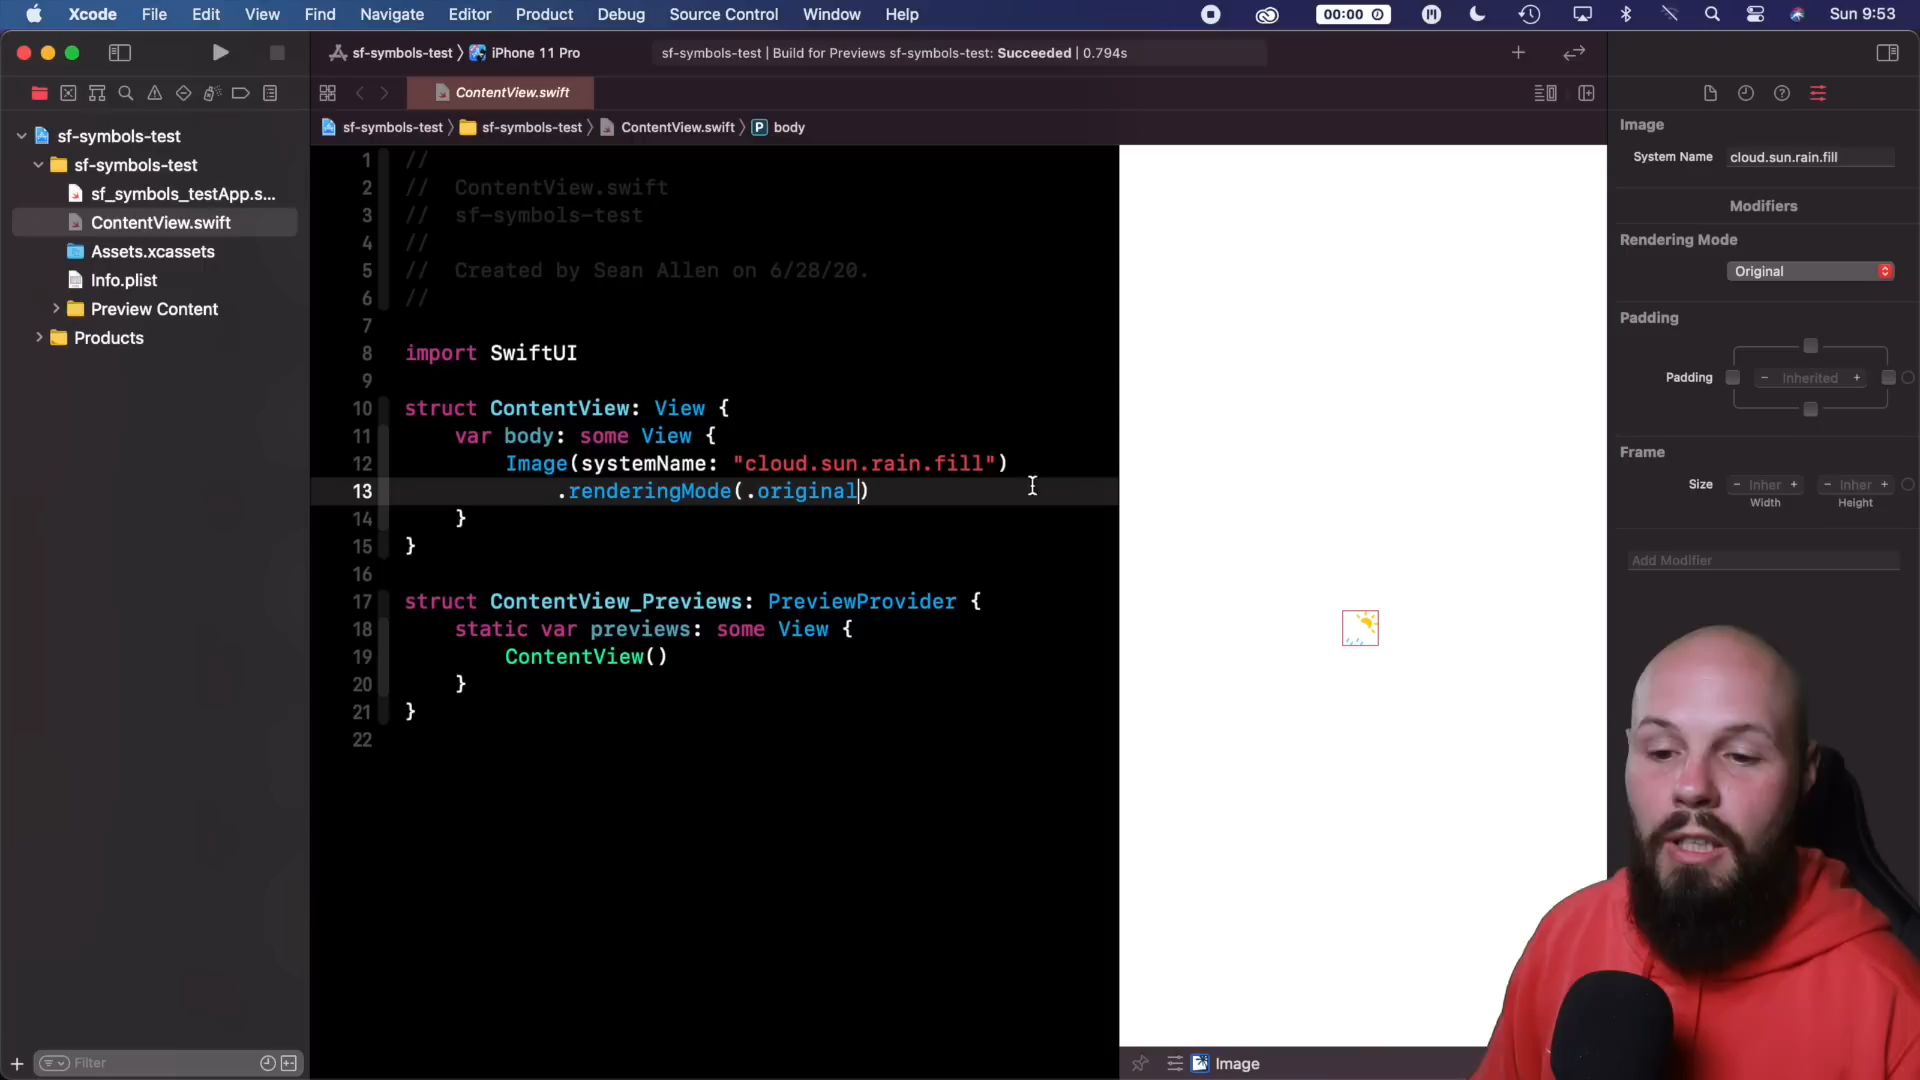 Xcode File Edit View Find Navigate Editor Product Debug Source Control Window Help 00:00 Sun 9:53
sf-symbols-test iPhone 11 Pro sf-symbols-test | Build for Previews sf-symbols-test: Succeeded | 0.794s
ContentView.swift
sf-symbols-test sf-symbols-test ContentView.swift P body
sf-symbols-test
sf-symbols-test
sf_symbols_testApp.s...
ContentView.swift
Assets.xcassets
Info.plist
Preview Content
Products
Filter
1 //
2 // ContentView.swift
3 // sf-symbols-test
4 //
5 // Created by Sean Allen on 6/28/20.
6 //
7
8 import SwiftUI
9
10 struct ContentView: View {
11 var body: some View {
12 Image(systemName: "cloud.sun.rain.fill")
13 .renderingMode(.original)
14 }
15 }
16
17 struct ContentView_Previews: PreviewProvider {
18 static var previews: some View {
19 ContentView()
20 }
21 }
22
Image
Image
System Name cloud.sun.rain.fill
Modifiers
Rendering Mode
Original
Padding
Padding − Inherited +
Frame
Size − Inher + − Inher +
Width Height
Add Modifier